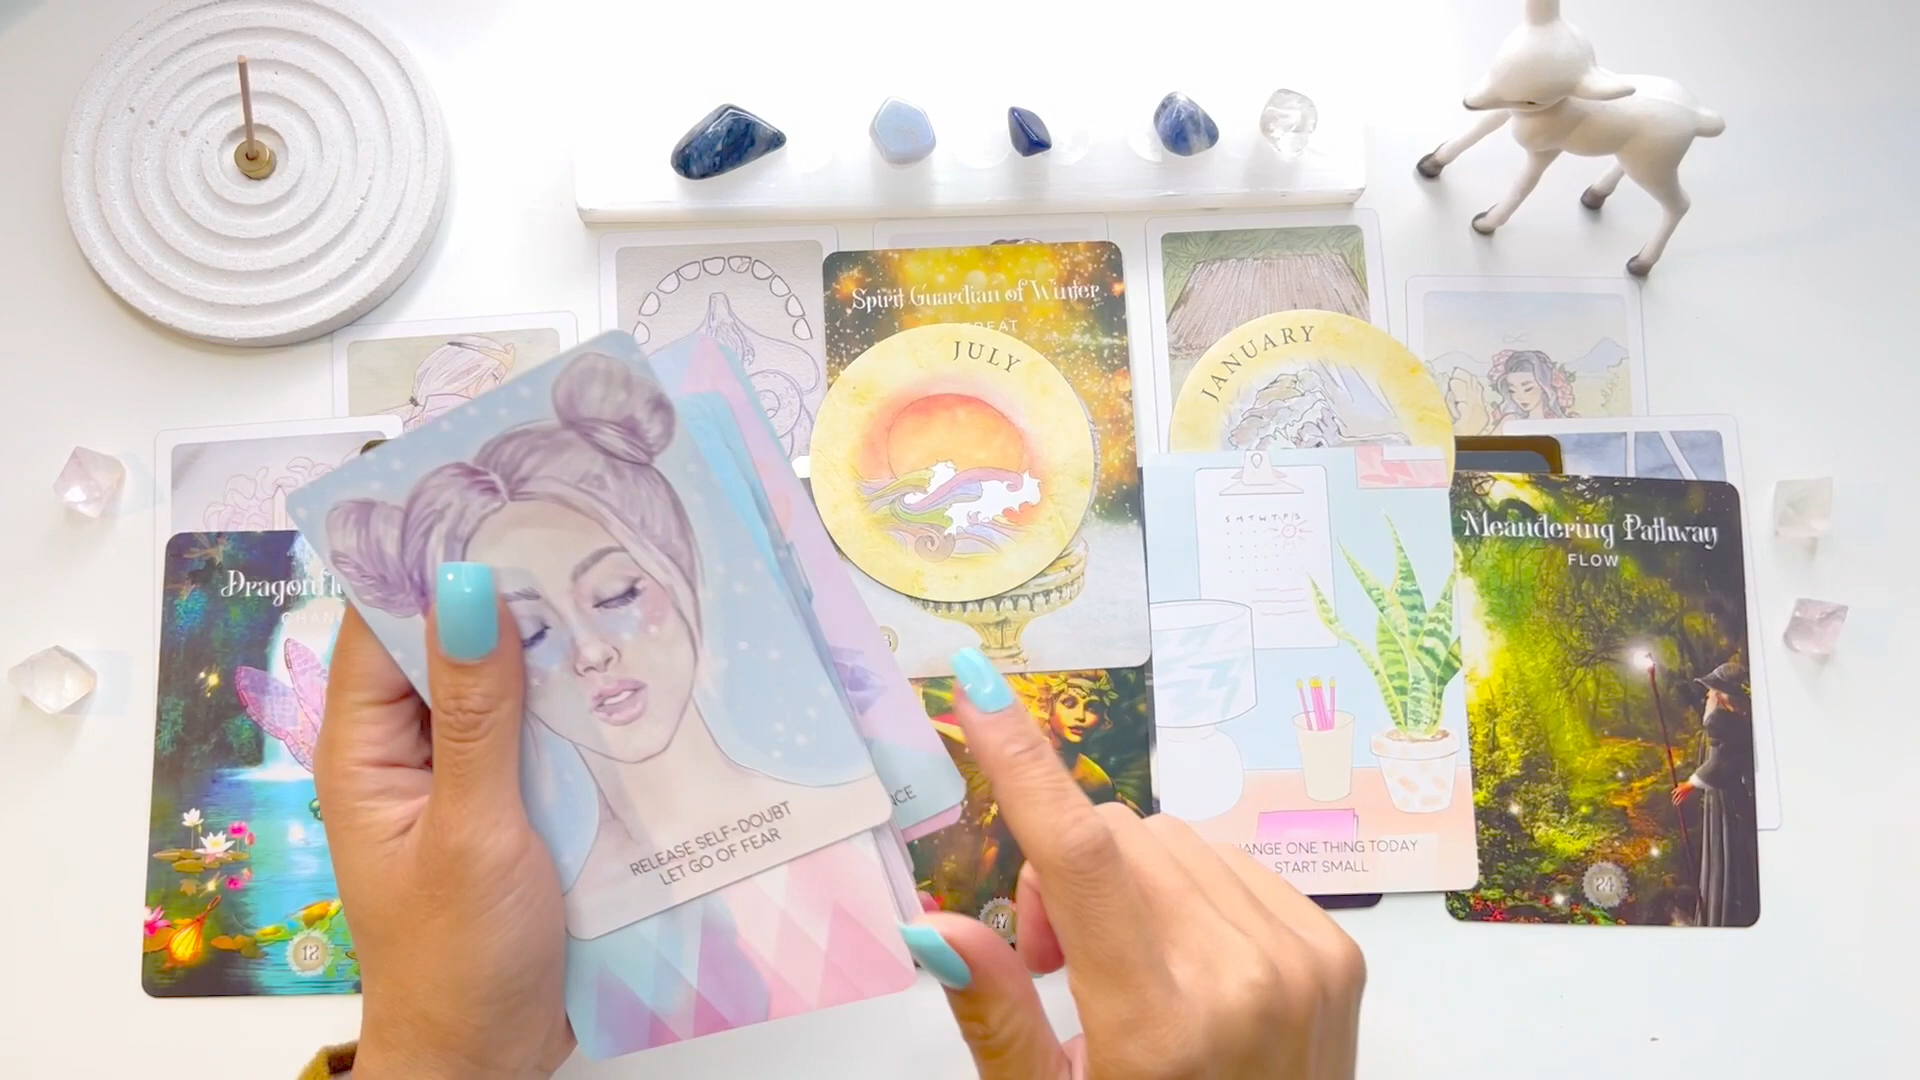 Spirit Guardian of Winter
JULY
JANUARY
S M T W T F S
Meandering Pathway
FLOW
RELEASE SELF-DOUBT
LET GO OF FEAR
ANGE ONE THING TODAY
START SMALL
12
47
24